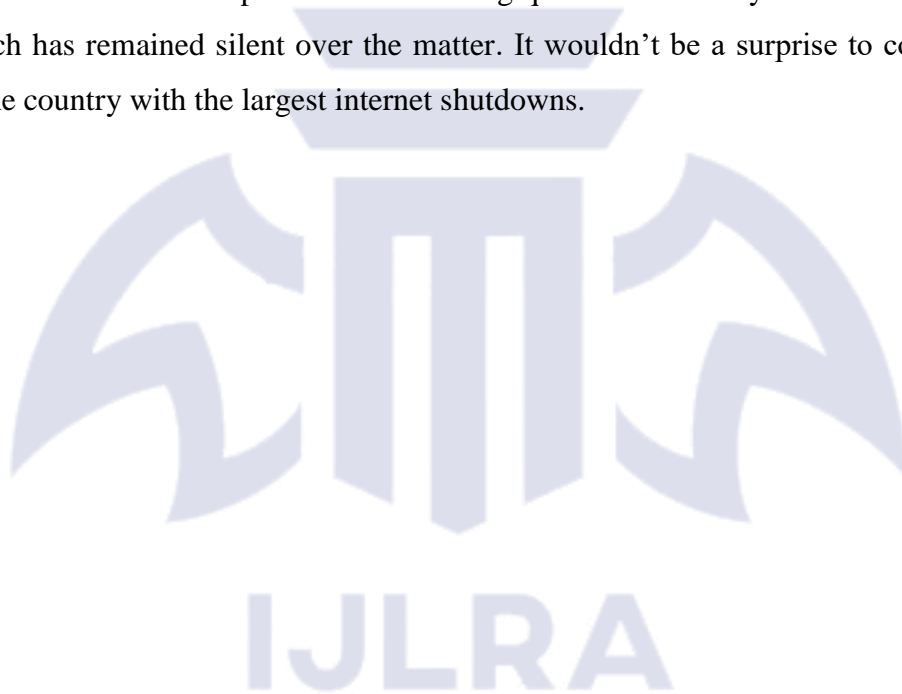 ch has remained silent over the matter. It wouldn't be a surprise to co
e country with the largest internet shutdowns.
IJLRA